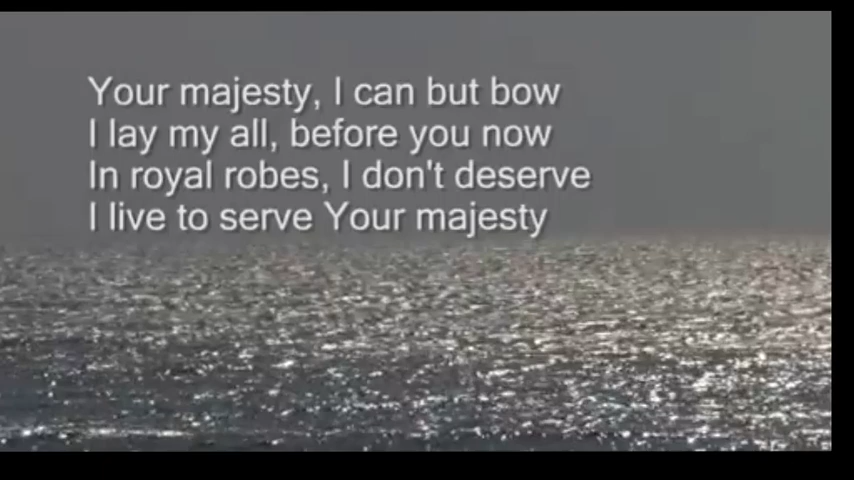 Your majesty, I can but bow
I lay my all, before you now
In royal robes, I don't deserve
I live to serve Your majesty